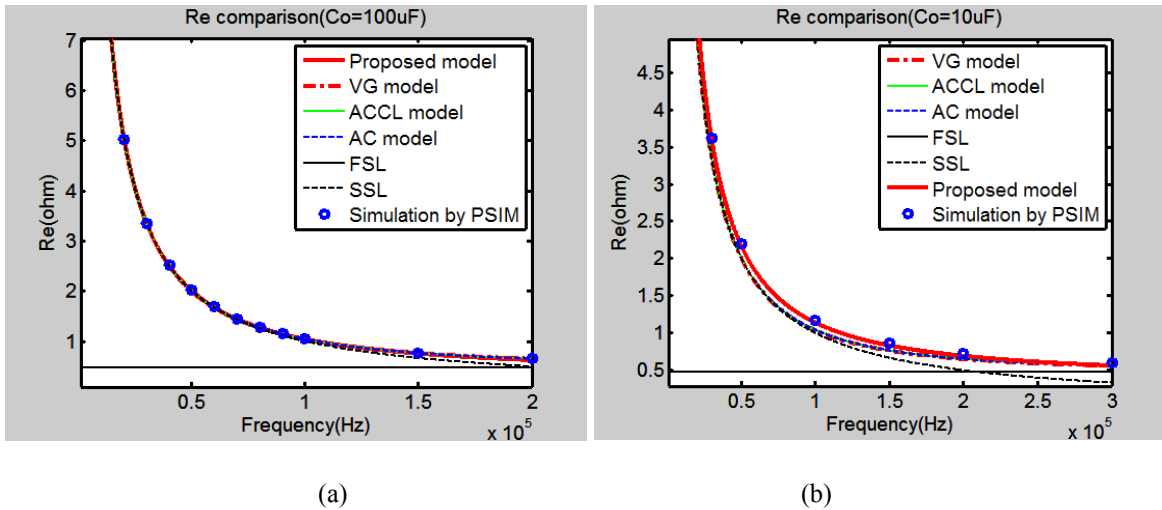 Re comparison(Co=100uF)
7
6
5
4
3
2
1
Re(ohm)
0.5
1
1.5
2
Frequency(Hz)
x 10^5
Proposed model
VG model
ACCL model
AC model
FSL
SSL
Simulation by PSIM
(a)
Re comparison(Co=10uF)
4.5
4
3.5
3
2.5
2
1.5
1
0.5
Re(ohm)
0.5
1
1.5
2
2.5
3
Frequency(Hz)
x 10^5
VG model
ACCL model
AC model
FSL
SSL
Proposed model
Simulation by PSIM
(b)